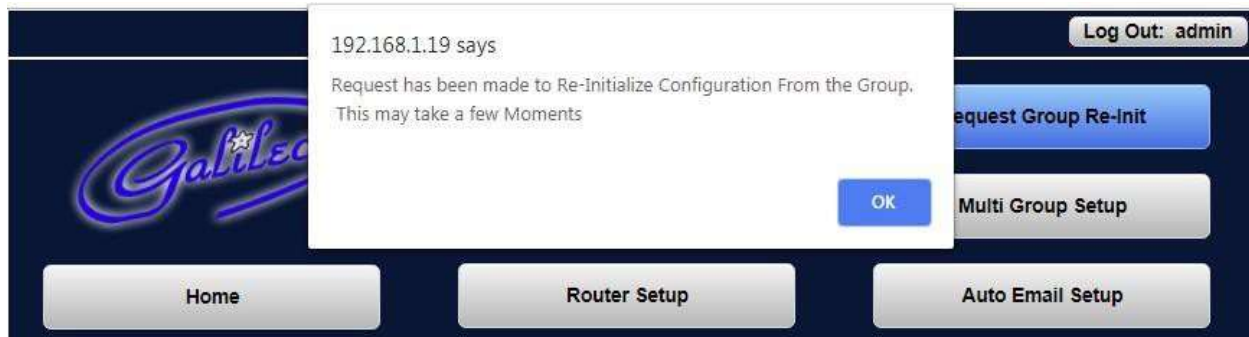 192.168.1.19 says
Log Out: admin
Request has been made to Re-Initialize Configuration From the Group.
This may take a few Moments
equest Group Re-Init
Galileo
OK
Multi Group Setup
Home
Router Setup
Auto Email Setup